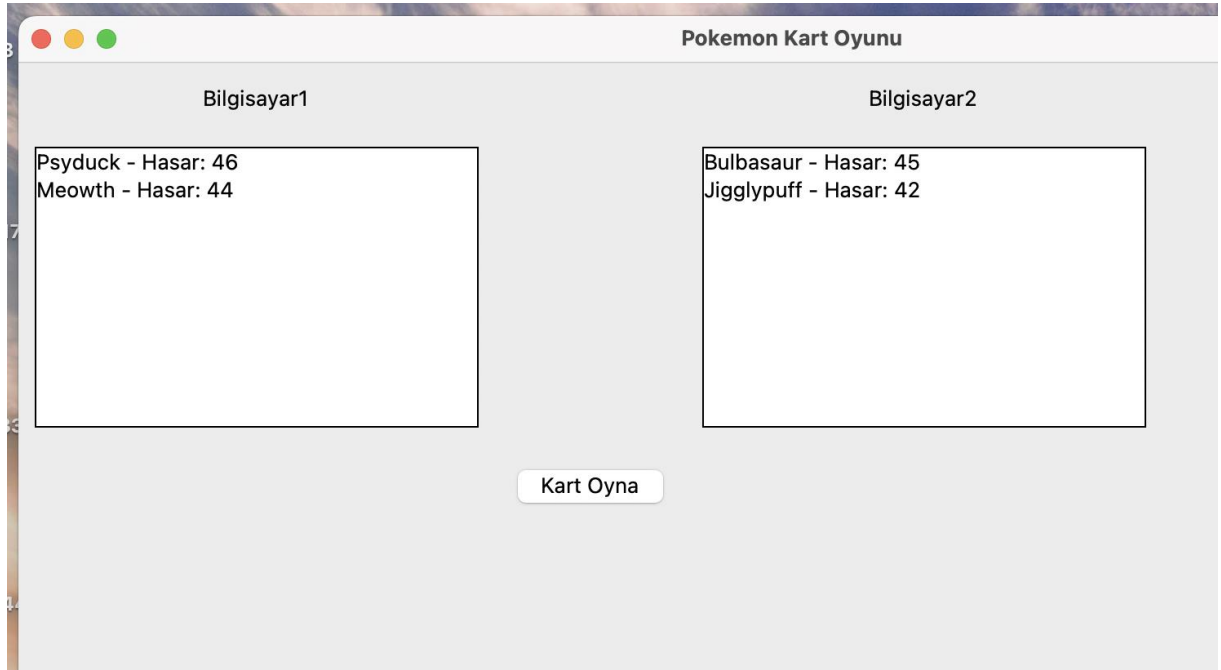 Pokemon Kart Oyunu
Bilgisayar1
Bilgisayar2
Psyduck - Hasar: 46
Meowth - Hasar: 44
Bulbasaur - Hasar: 45
Jigglypuff - Hasar: 42
Kart Oyna